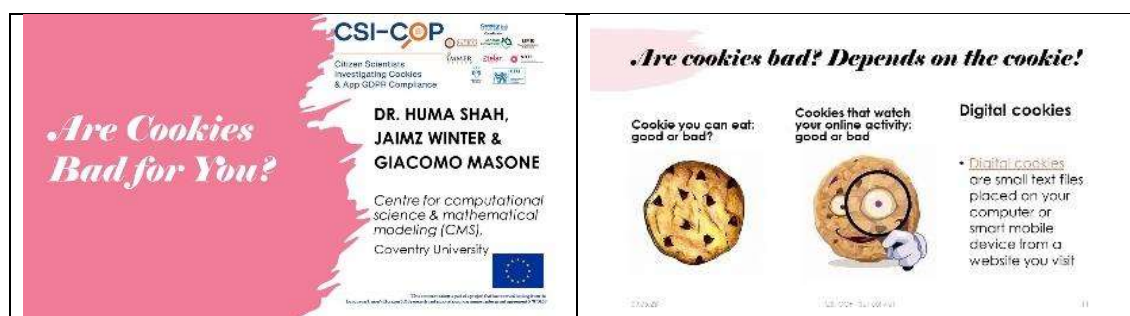 Are Cookies
Bad for You?
CSI-COP
Citizen Scientists
Investigating Cookies
& App GDPR Compliance
IMMER
DR. HUMA SHAH,
JAIMZ WINTER &
GIACOMO MASONE
Centre for computational
science & mathematical
modeling (CMS),
Coventry University
Are cookies bad? Depends on the cookie!
Cookie you can eat:
good or bad?
Cookies that watch
your online activity:
good or bad
Digital cookies
• Digital cookies
are small text files
placed on your
computer or
smart mobile
device from a
website you visit
11